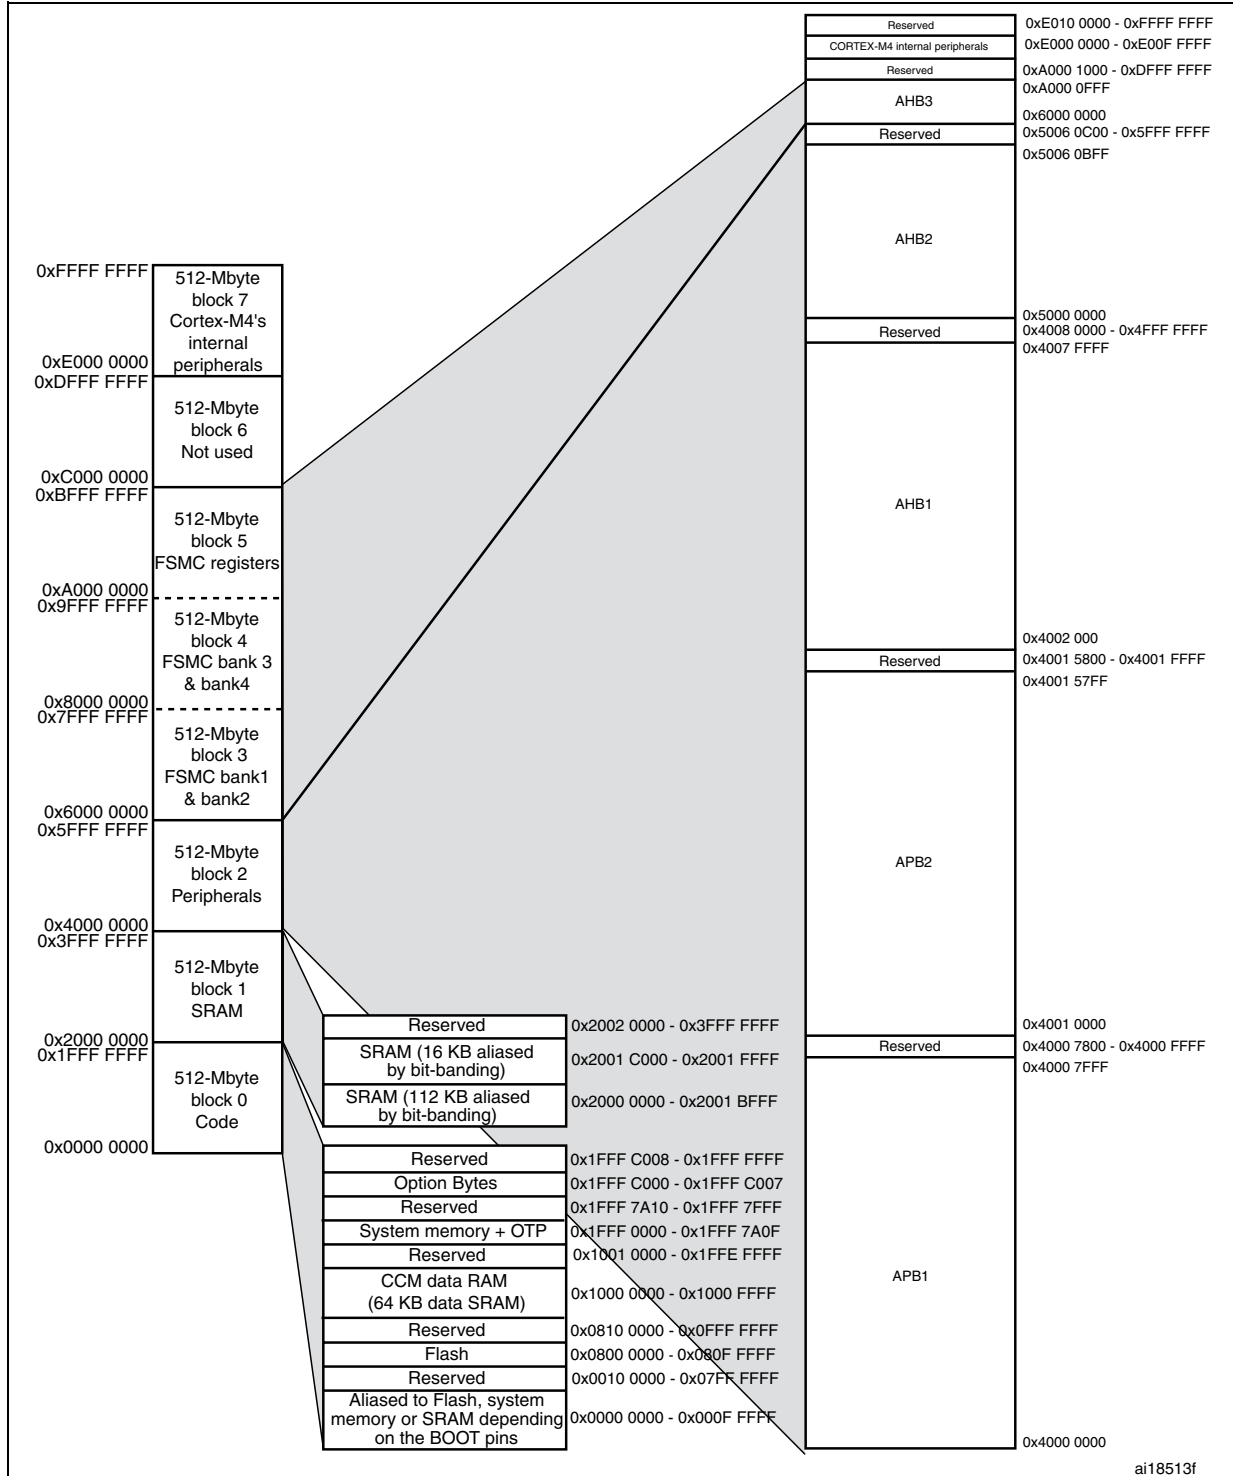 Reserved
0xE010 0000 - 0xFFFF FFFF
CORTEX-M4 internal peripherals
0xE000 0000 - 0xE00F FFFF
Reserved
0xA000 1000 - 0xDFFF FFFF
0xA000 0FFF
AHB3
0x6000 0000
Reserved
0x5006 0C00 - 0x5FFF FFFF
0x5006 0BFF
AHB2
0x5000 0000
Reserved
0x4008 0000 - 0x4FFF FFFF
0x4007 FFFF
AHB1
0x4002 000
Reserved
0x4001 5800 - 0x4001 FFFF
0x4001 57FF
APB2
0x4001 0000
Reserved
0x4000 7800 - 0x4000 FFFF
0x4000 7FFF
APB1
0x4000 0000
0xFFFF FFFF
512-Mbyte
block 7
Cortex-M4's
internal
peripherals
0xE000 0000
0xDFFF FFFF
512-Mbyte
block 6
Not used
0xC000 0000
0xBFFF FFFF
512-Mbyte
block 5
FSMC registers
0xA000 0000
0x9FFF FFFF
512-Mbyte
block 4
FSMC bank 3
& bank4
0x8000 0000
0x7FFF FFFF
512-Mbyte
block 3
FSMC bank1
& bank2
0x6000 0000
0x5FFF FFFF
512-Mbyte
block 2
Peripherals
0x4000 0000
0x3FFF FFFF
512-Mbyte
block 1
SRAM
0x2000 0000
0x1FFF FFFF
512-Mbyte
block 0
Code
0x0000 0000
Reserved
0x2002 0000 - 0x3FFF FFFF
SRAM (16 KB aliased
by bit-banding)
0x2001 C000 - 0x2001 FFFF
SRAM (112 KB aliased
by bit-banding)
0x2000 0000 - 0x2001 BFFF
Reserved
0x1FFF C008 - 0x1FFF FFFF
Option Bytes
0x1FFF C000 - 0x1FFF C007
Reserved
0x1FFF 7A10 - 0x1FFF 7FFF
System memory + OTP
0x1FFF 0000 - 0x1FFF 7A0F
Reserved
0x1001 0000 - 0x1FFE FFFF
CCM data RAM
(64 KB data SRAM)
0x1000 0000 - 0x1000 FFFF
Reserved
0x0810 0000 - 0x0FFF FFFF
Flash
0x0800 0000 - 0x080F FFFF
Reserved
0x0010 0000 - 0x07FF FFFF
Aliased to Flash, system
memory or SRAM depending
on the BOOT pins
0x0000 0000 - 0x000F FFFF
ai18513f